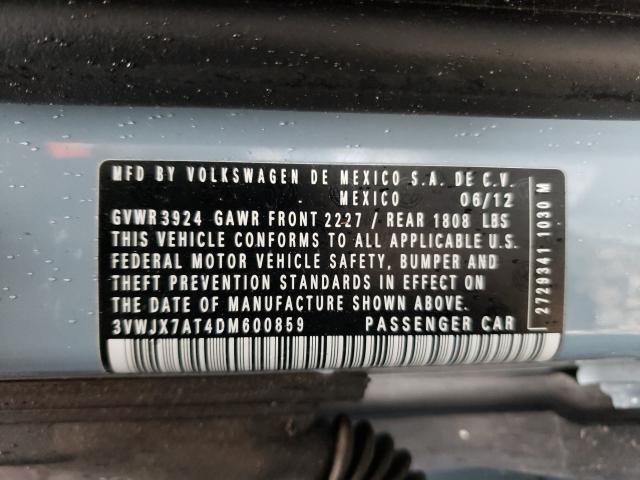 MFD BY VOLKSWAGEN DE MEXICO S.A. DE C.V.
MEXICO 06/12
GVWR3924 GAWR FRONT 2227 / REAR 1808 LBS
THIS VEHICLE CONFORMS TO ALL APPLICABLE U.S.
FEDERAL MOTOR VEHICLE SAFETY, BUMPER AND
THEFT PREVENTION STANDARDS IN EFFECT ON
THE DATE OF MANUFACTURE SHOWN ABOVE.
3VWJX7AT4DM600859 PASSENGER CAR
2729341 1030 M